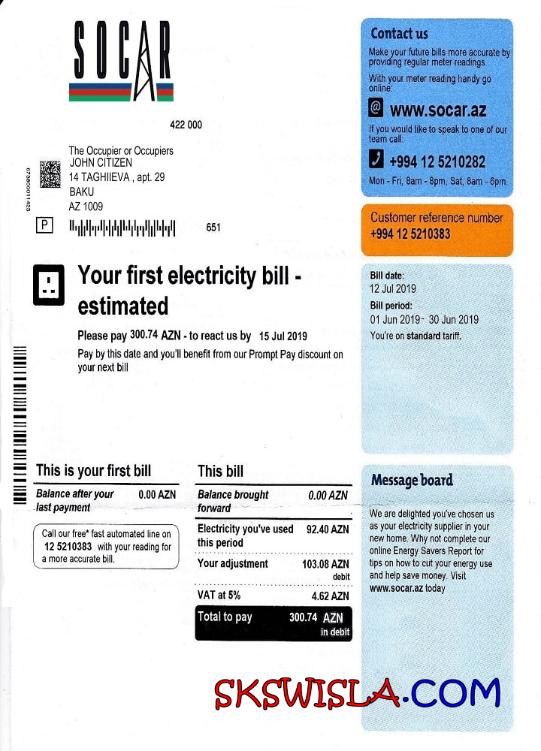 SOCAR
422 000
The Occupier or Occupiers
JOHN CITIZEN
14 TAGHIIEVA , apt. 29
BAKU
AZ 1009
P
651
Your first electricity bill -
estimated
Please pay 300.74 AZN - to react us by 15 Jul 2019
Pay by this date and you'll benefit from our Prompt Pay discount on
your next bill
This is your first bill
Balance after your 0.00 AZN
last payment
Call our free* fast automated line on
12 5210383 with your reading for
a more accurate bill.
This bill
Balance brought 0.00 AZN
forward
Electricity you've used 92.40 AZN
this period
Your adjustment 103.08 AZN
debit
VAT at 5% 4.62 AZN
Total to pay 300.74 AZN
in debit
Contact us
Make your future bills more accurate by
providing regular meter readings.
With your meter reading handy go
online:
@ www.socar.az
If you would like to speak to one of our
team call:
+994 12 5210282
Mon - Fri, 8am - 8pm, Sat, 8am - 6pm.
Customer reference number
+994 12 5210383
Bill date:
12 Jul 2019
Bill period:
01 Jun 2019- 30 Jun 2019
You're on standard tariff.
Message board
We are delighted you've chosen us
as your electricity supplier in your
new home. Why not complete our
online Energy Savers Report for
tips on how to cut your energy use
and help save money. Visit
www.socar.az today
SKSWISLA.COM